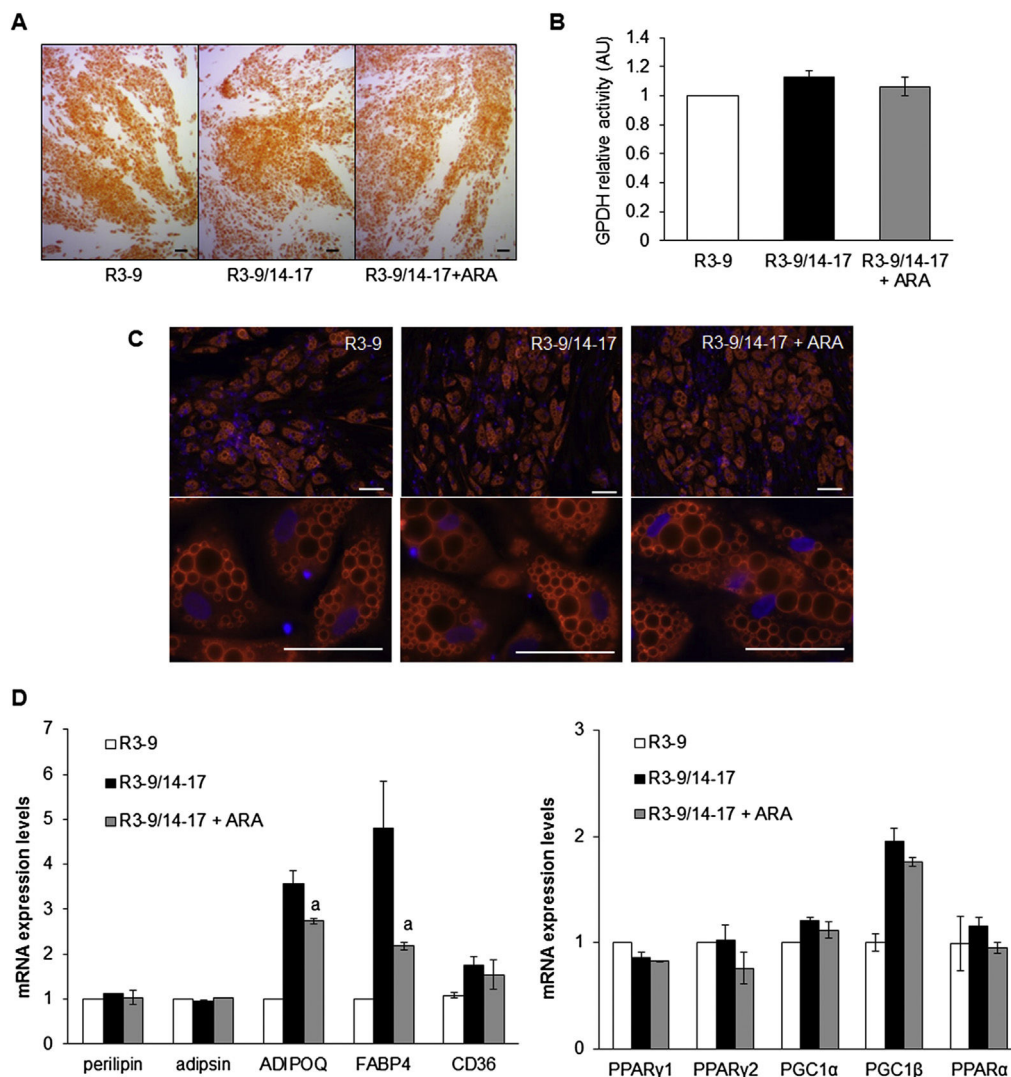 A
R3-9
R3-9/14-17
R3-9/14-17+ARA
B
GPDH relative activity (AU)
1.4
1.2
1
0.8
0.6
0.4
0.2
0
R3-9
R3-9/14-17
R3-9/14-17
+ ARA
C
R3-9
R3-9/14-17
R3-9/14-17 + ARA
D
mRNA expression levels
7
6
5
4
3
2
1
0
R3-9
R3-9/14-17
R3-9/14-17 + ARA
a
a
perilipin
adipsin
ADIPOQ
FABP4
CD36
mRNA expression levels
3
2
1
0
R3-9
R3-9/14-17
R3-9/14-17 + ARA
PPARγ1
PPARγ2
PGC1α
PGC1β
PPARα